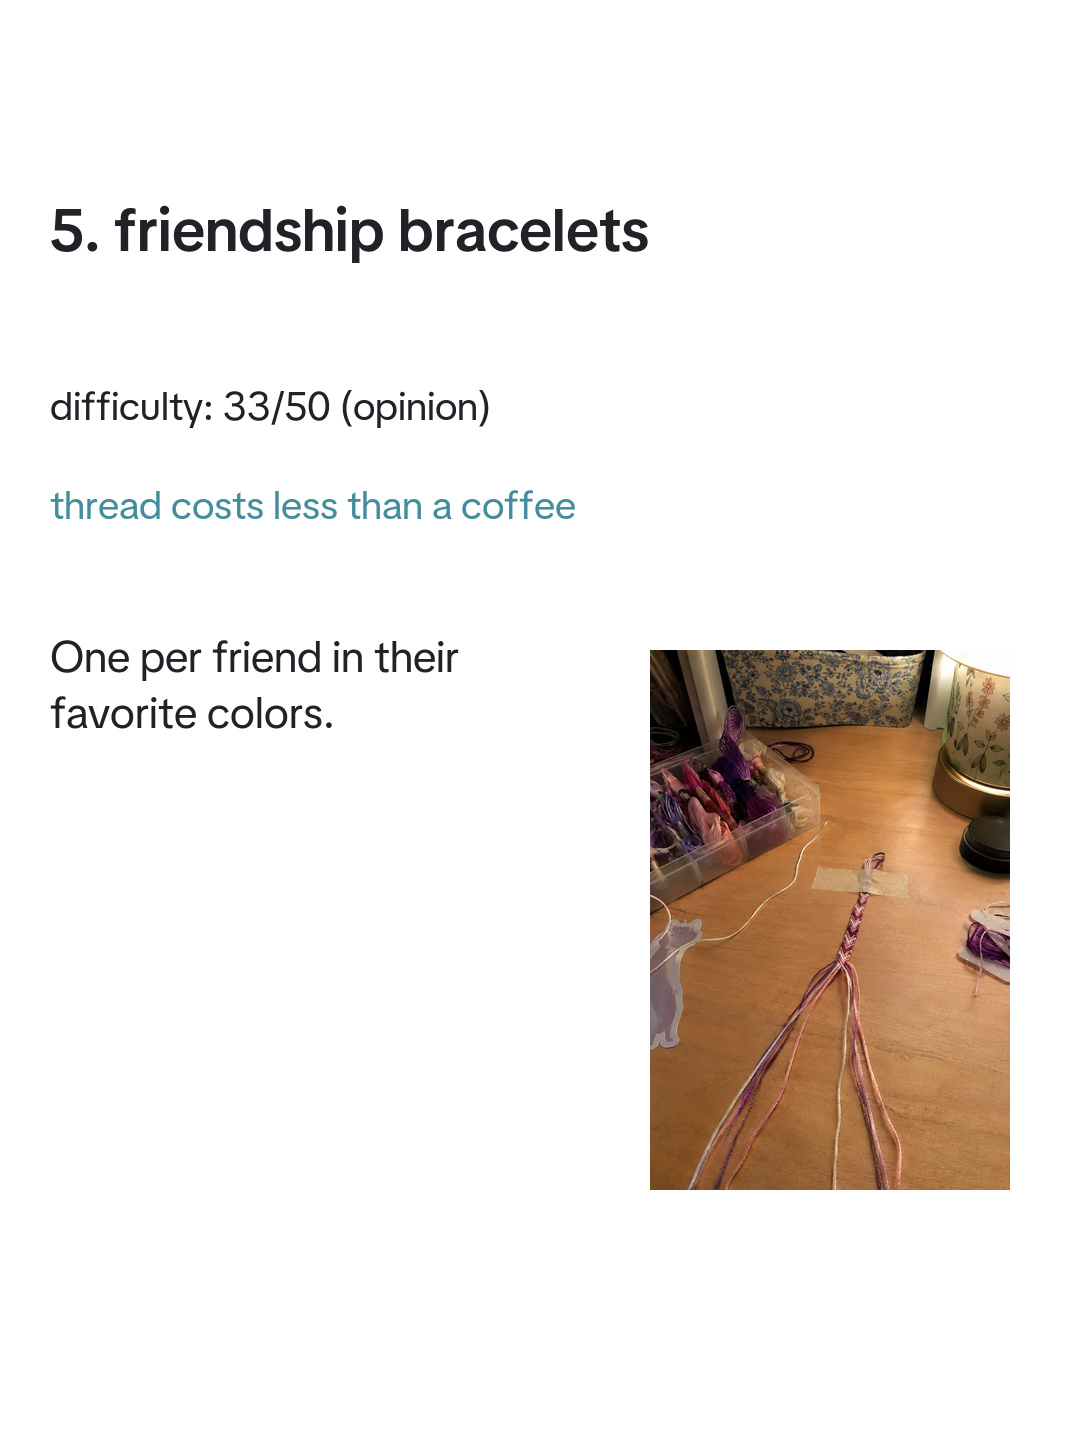 5. friendship bracelets
difficulty: 33/50 (opinion)
thread costs less than a coffee
One per friend in their
favorite colors.